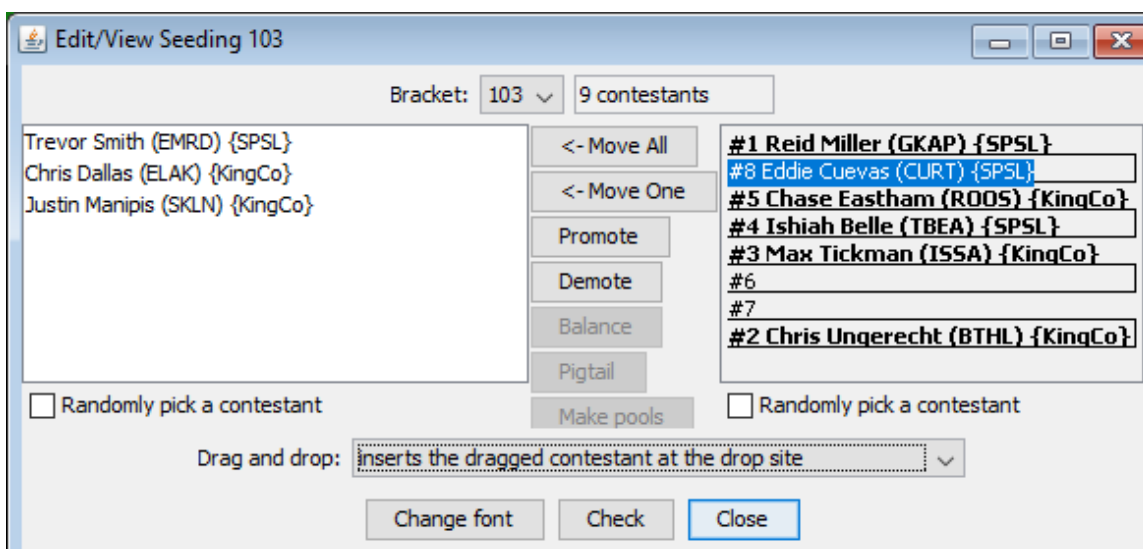 Edit/View Seeding 103
Bracket: 103 9 contestants
Trevor Smith (EMRD) {SPSL}
Chris Dallas (ELAK) {KingCo}
Justin Manipis (SKLN) {KingCo}
<- Move All
<- Move One
Promote
Demote
Balance
Pigtail
Make pools
#1 Reid Miller (GKAP) {SPSL}
#8 Eddie Cuevas (CURT) {SPSL}
#5 Chase Eastham (ROOS) {KingCo}
#4 Ishiah Belle (TBEA) {SPSL}
#3 Max Tickman (ISSA) {KingCo}
#6
#7
#2 Chris Ungerecht (BTHL) {KingCo}
Randomly pick a contestant
Randomly pick a contestant
Drag and drop: inserts the dragged contestant at the drop site
Change font Check Close